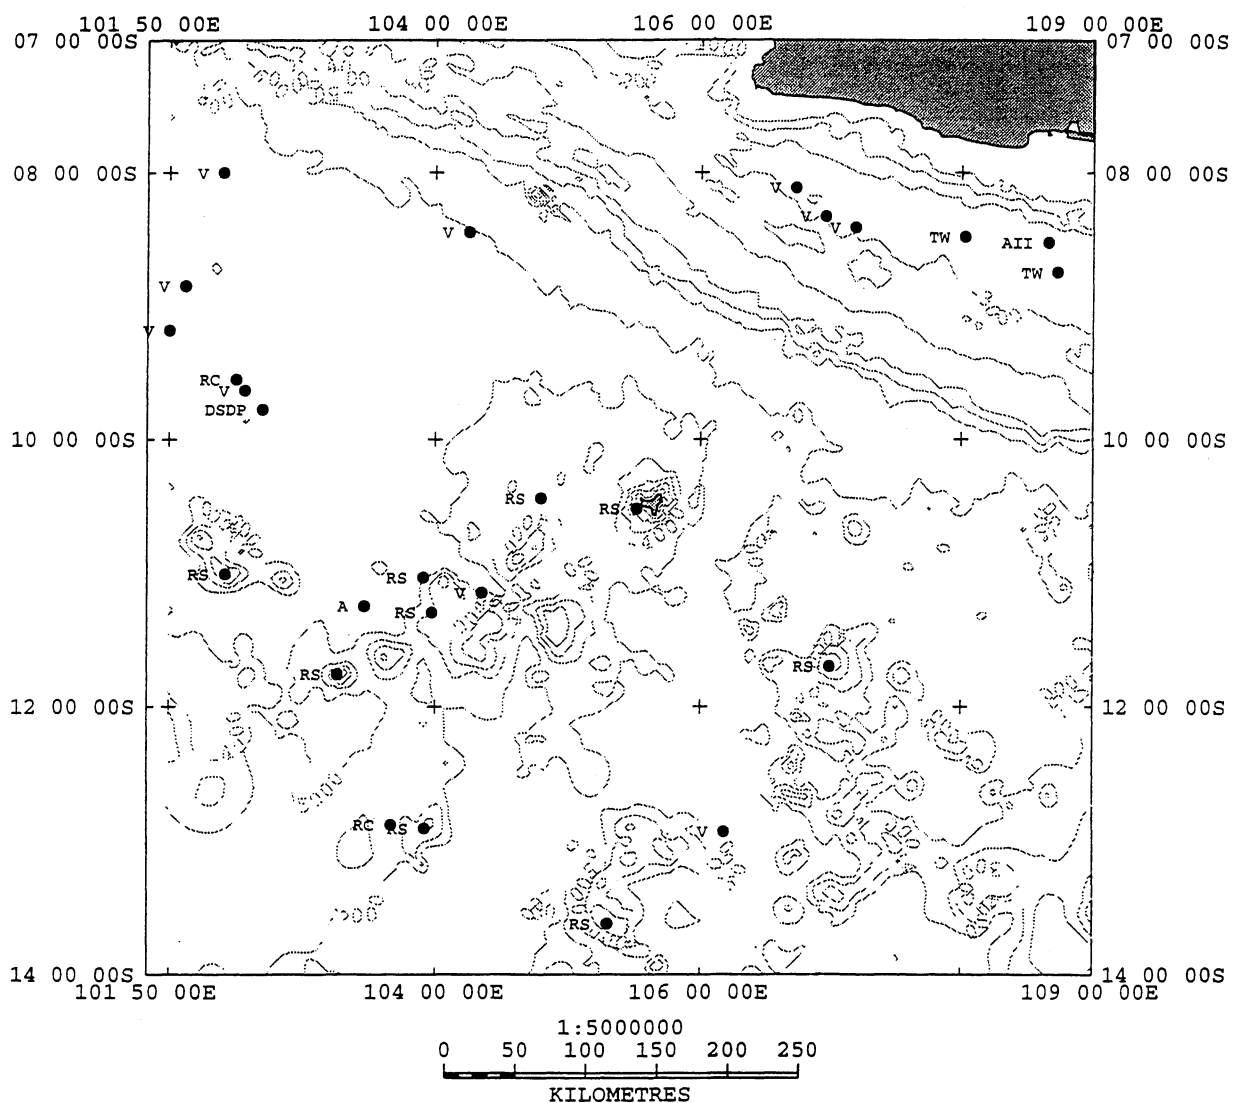 101 50 00E 104 00 00E 106 00 00E 109 00 00E
07 00 00S 07 00 00S
V
08 00 00S 08 00 00S
V
V
V
V
TW
AII
TW
V
V
RC
V
DSDP
10 00 00S 10 00 00S
RS
RS
RS
RS
V
A
RS
RS
RS
12 00 00S 12 00 00S
RC
RS
V
RS
14 00 00S 14 00 00S
101 50 00E 104 00 00E 106 00 00E 109 00 00E
1:5000000
0 50 100 150 200 250
KILOMETRES